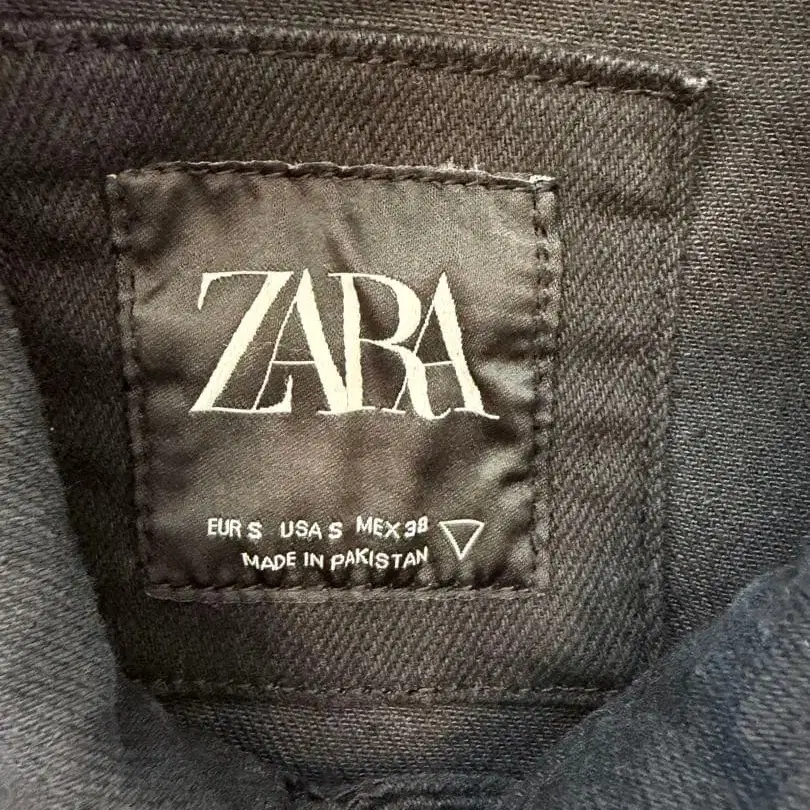 ZARA
EUR S USA S MEX 38
MADE IN PAKISTAN